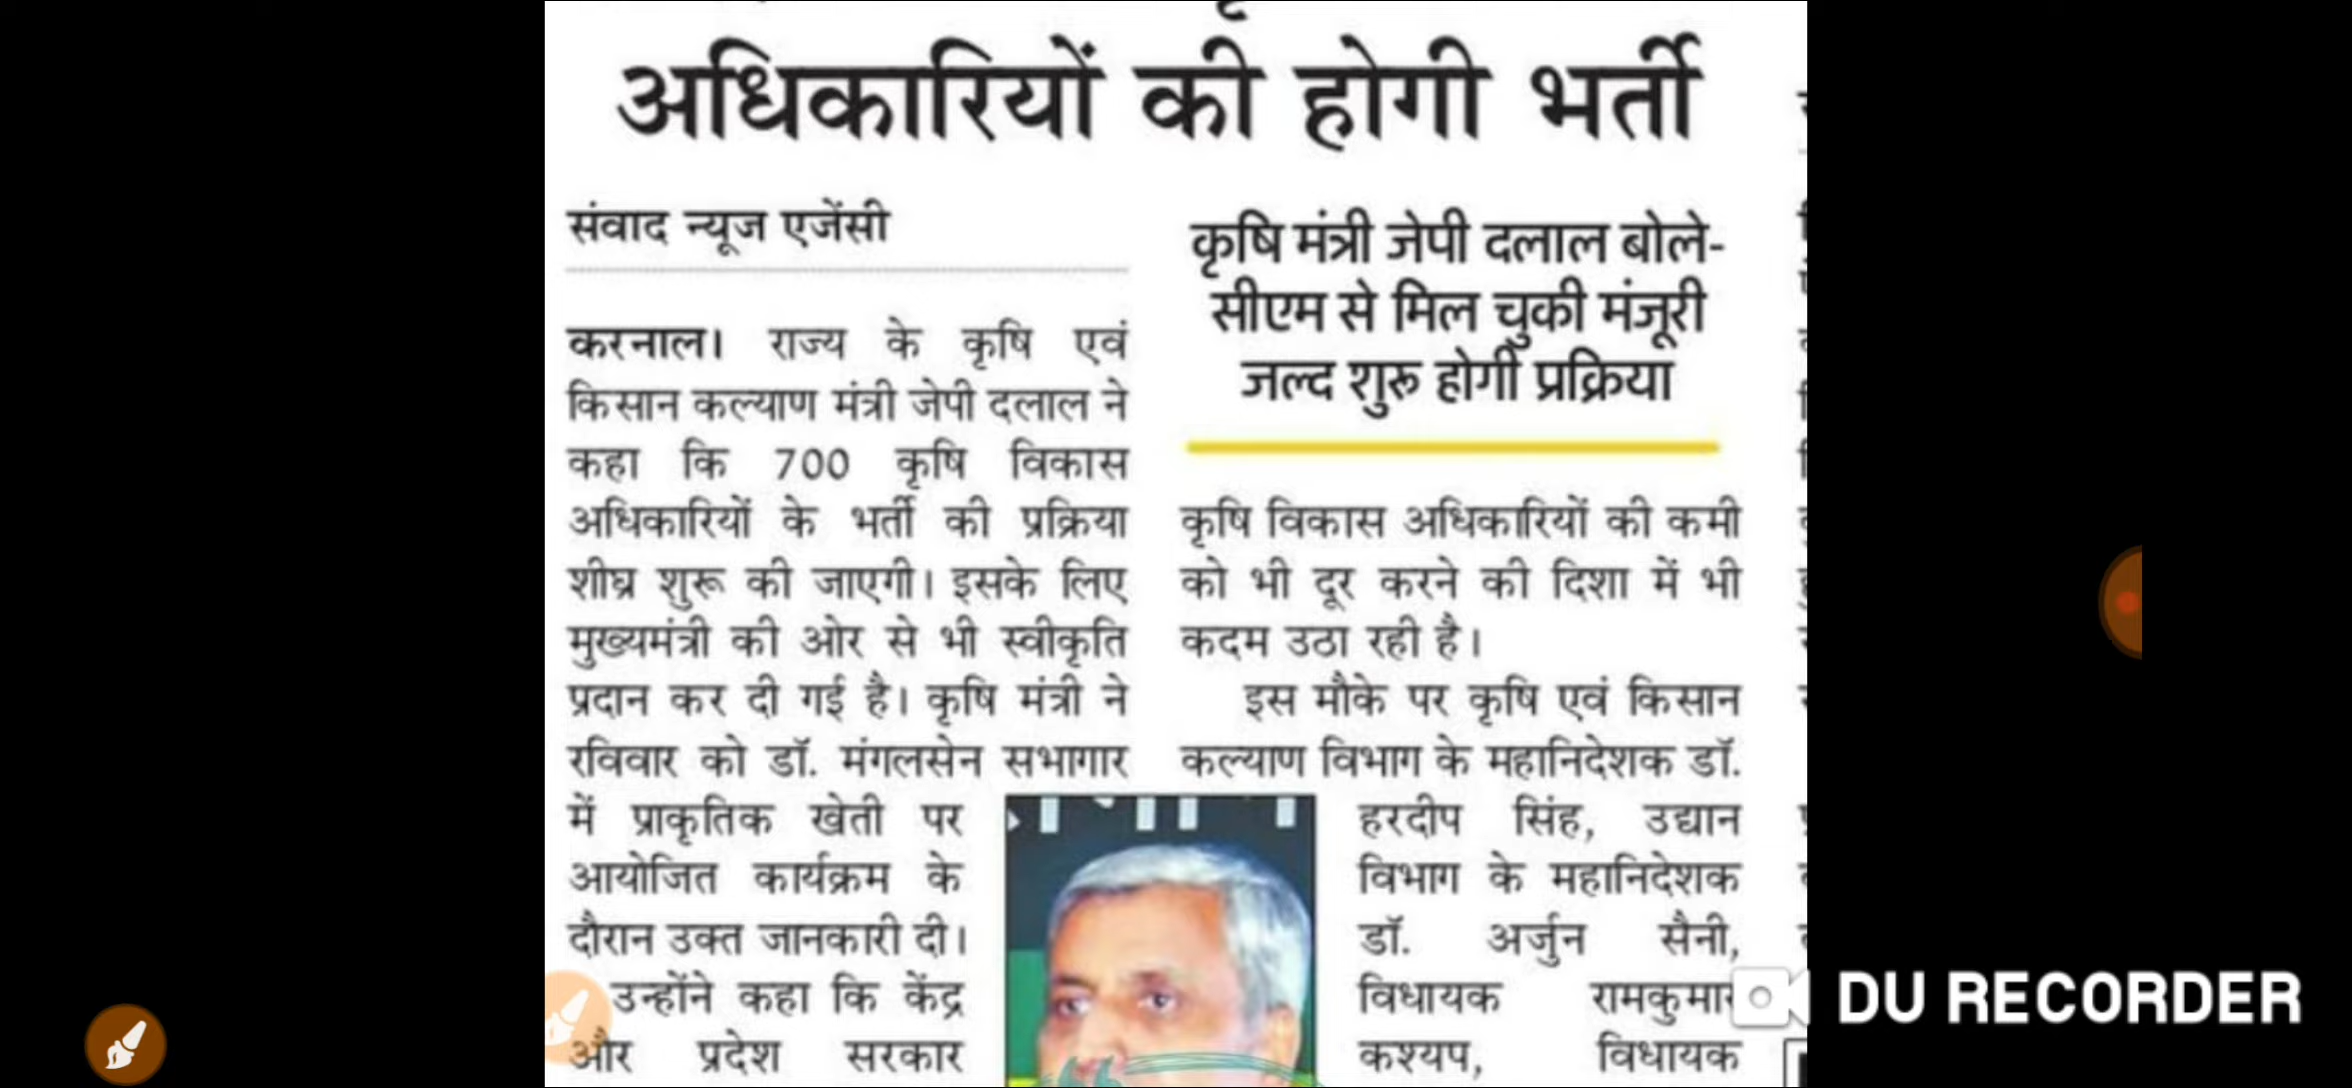 अधिकारियों की होगी भर्ती
संवाद न्यूज एजेंसी
करनाल। राज्य के कृषि एवं
किसान कल्याण मंत्री जेपी दलाल ने
कहा कि 700 कृषि विकास
अधिकारियों के भर्ती की प्रक्रिया
शीघ्र शुरू की जाएगी। इसके लिए
मुख्यमंत्री की ओर से भी स्वीकृति
प्रदान कर दी गई है। कृषि मंत्री ने
रविवार को डॉ. मंगलसेन सभागार
में प्राकृतिक खेती पर
आयोजित कार्यक्रम के
दौरान उक्त जानकारी दी।
उन्होंने कहा कि केंद्र
और प्रदेश सरकार
कृषि मंत्री जेपी दलाल बोले-
सीएम से मिल चुकी मंजूरी
जल्द शुरू होगी प्रक्रिया
कृषि विकास अधिकारियों की कमी
को भी दूर करने की दिशा में भी
कदम उठा रही है।
इस मौके पर कृषि एवं किसान
कल्याण विभाग के महानिदेशक डॉ.
हरदीप सिंह, उद्यान
विभाग के महानिदेशक
डॉ. अर्जुन सैनी,
विधायक रामकुमार
कश्यप, विधायक
DU RECORDER